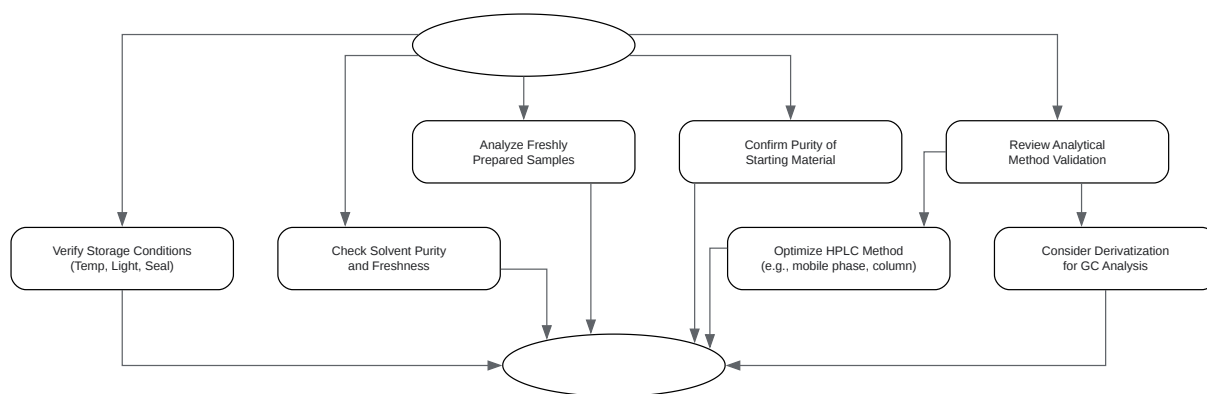 Analyze Freshly
Prepared Samples
Confirm Purity of
Starting Material
Review Analytical
Method Validation
Verify Storage Conditions
(Temp, Light, Seal)
Check Solvent Purity
and Freshness
Optimize HPLC Method
(e.g., mobile phase, column)
Consider Derivatization
for GC Analysis